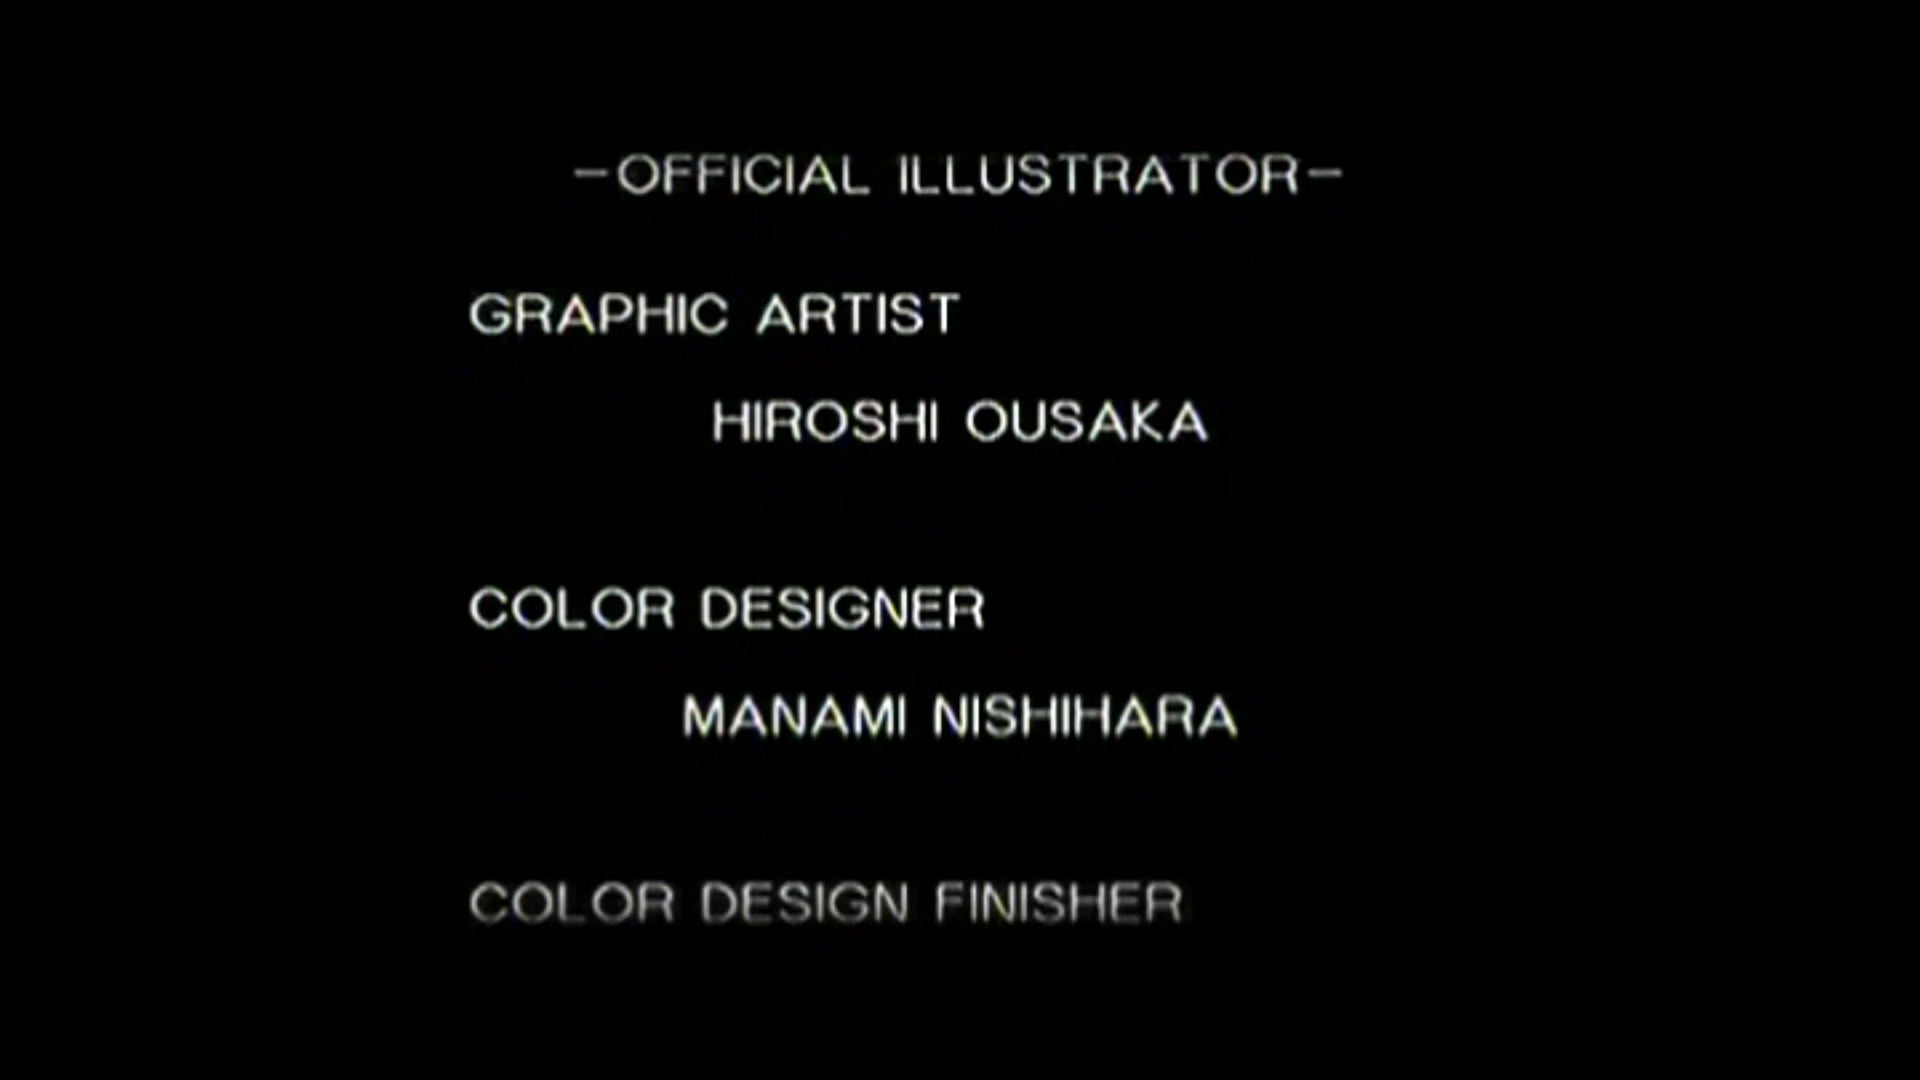 -OFFICIAL ILLUSTRATOR-
GRAPHIC ARTIST
HIROSHI OUSAKA
COLOR DESIGNER
MANAMI NISHIHARA
COLOR DESIGN FINISHER